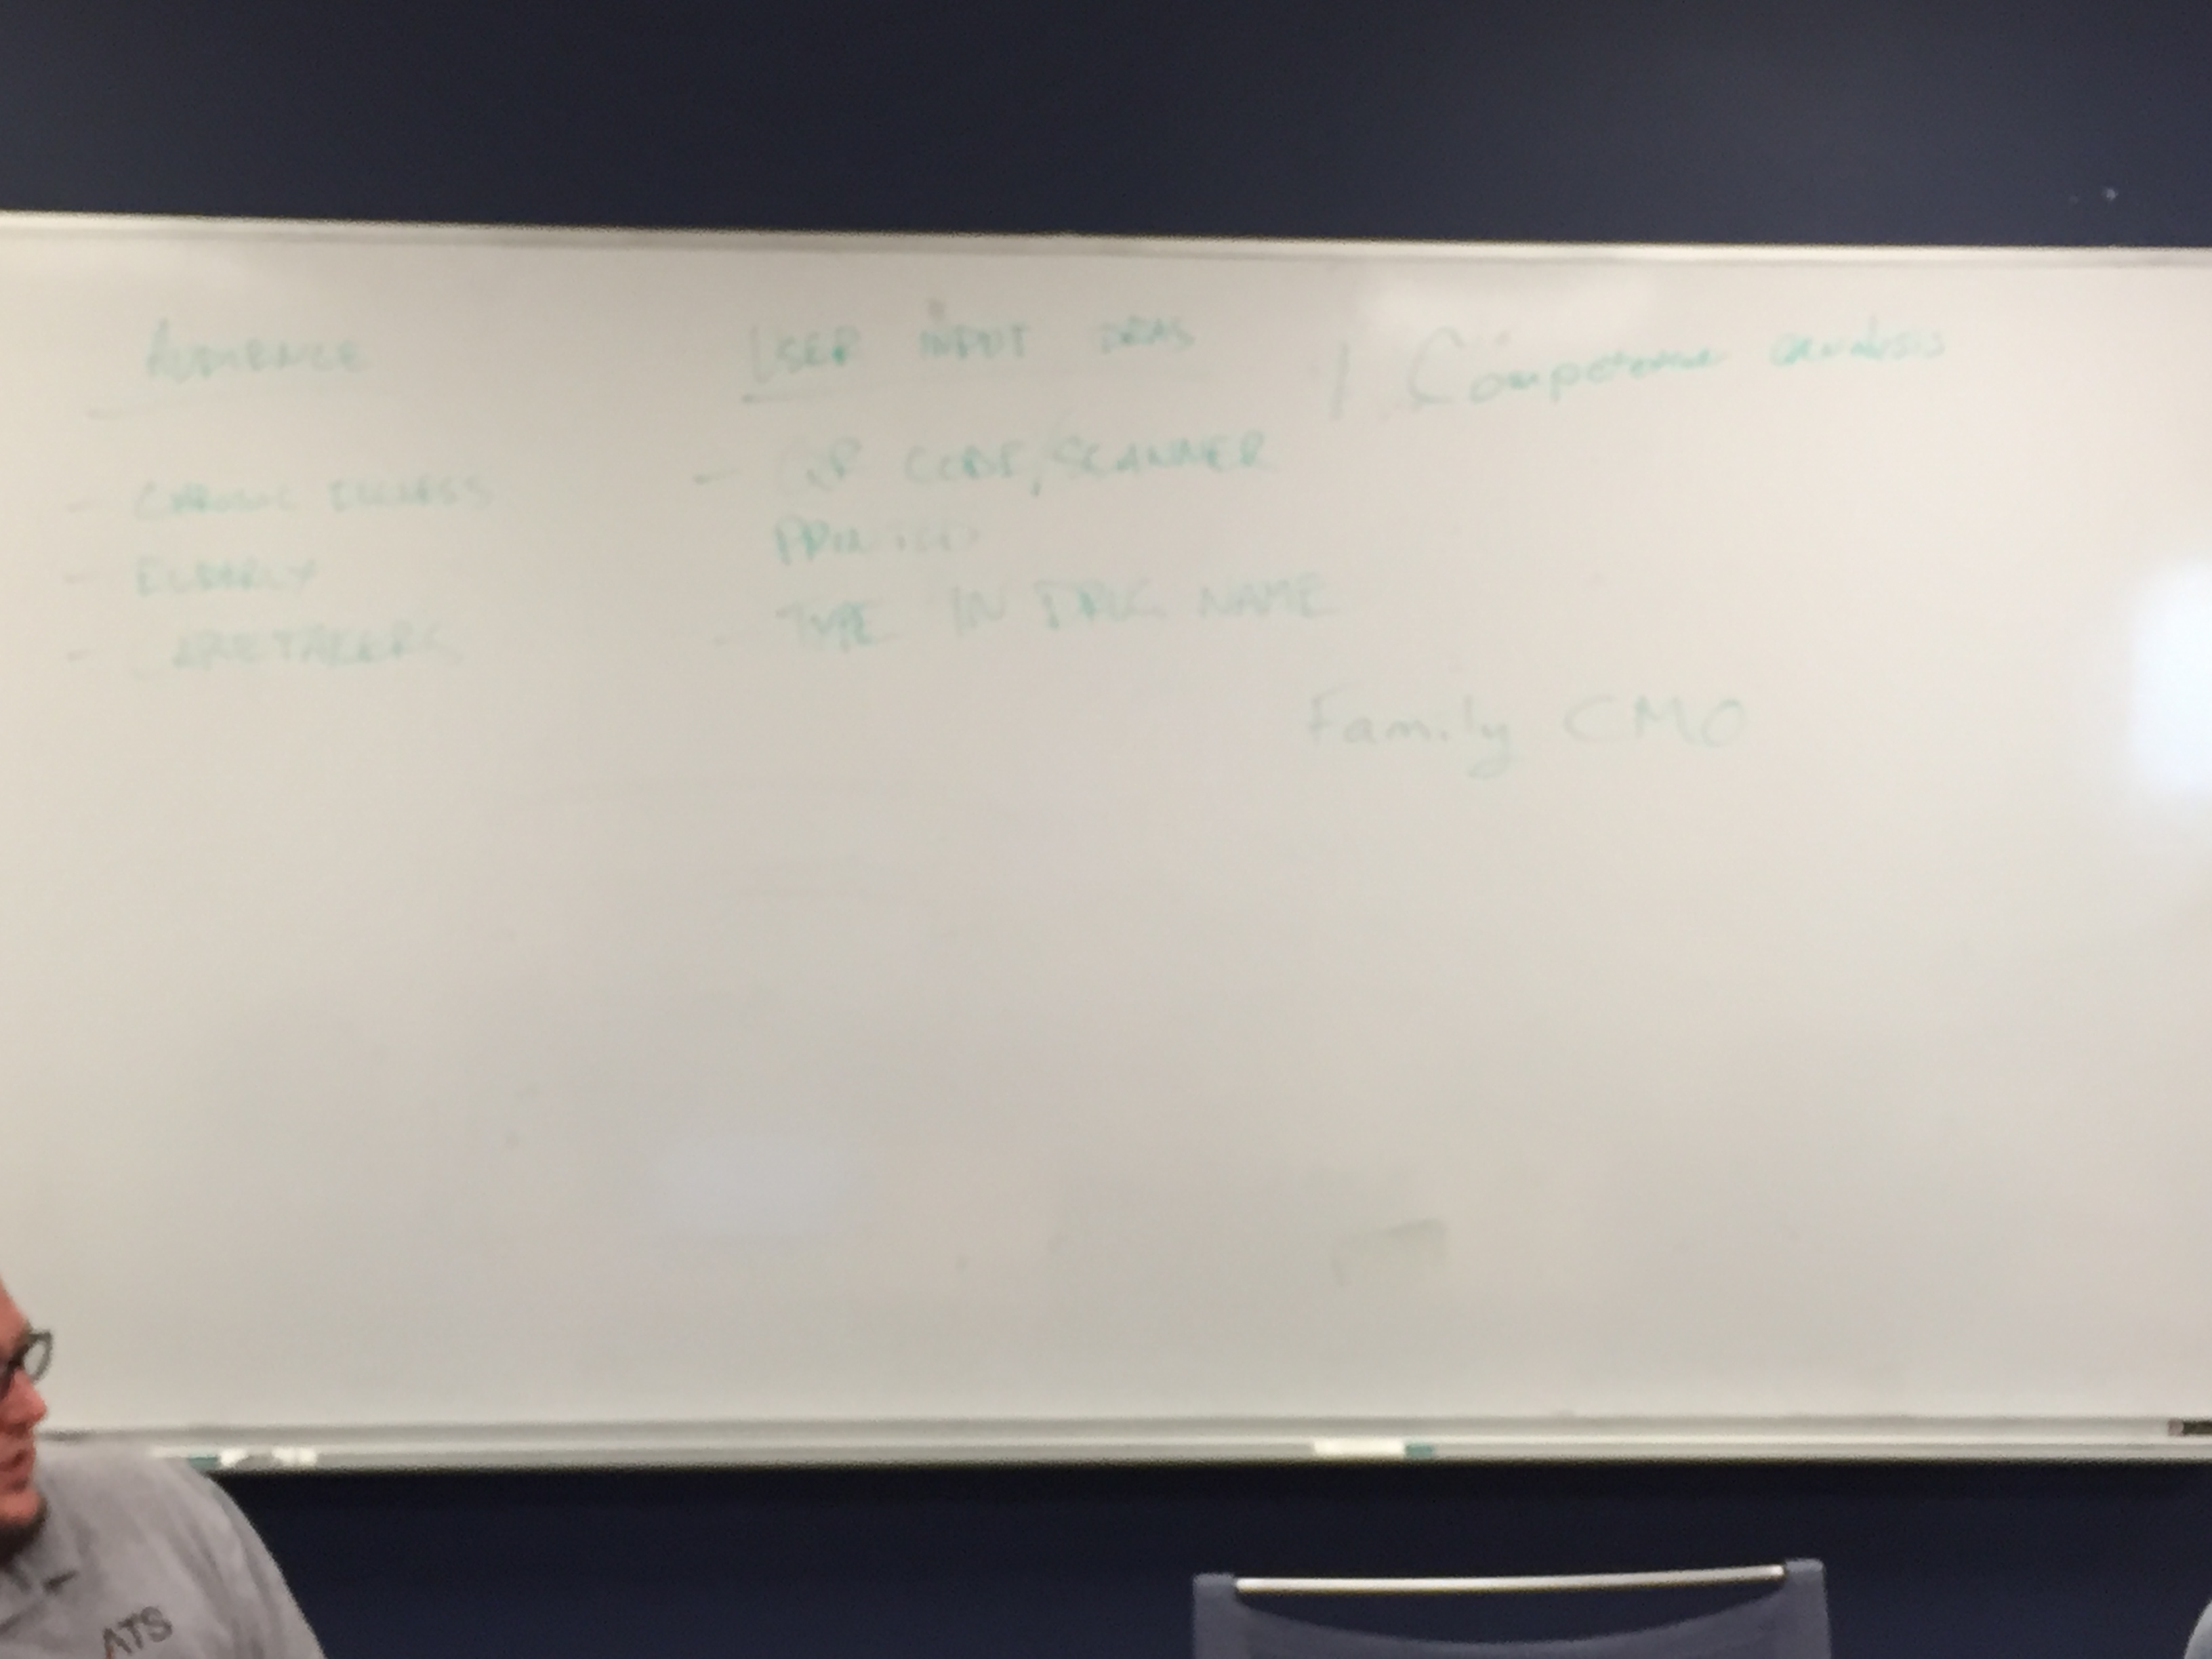 AUDIENCE
- CHRONIC ILLNESS
- ELDERLY
- CARETAKERS
USER INPUT IDEAS
- QR CODE/SCANNER
PRINTED
- TYPE IN DRUG NAME
Competence analysis
Family CMO
ATS